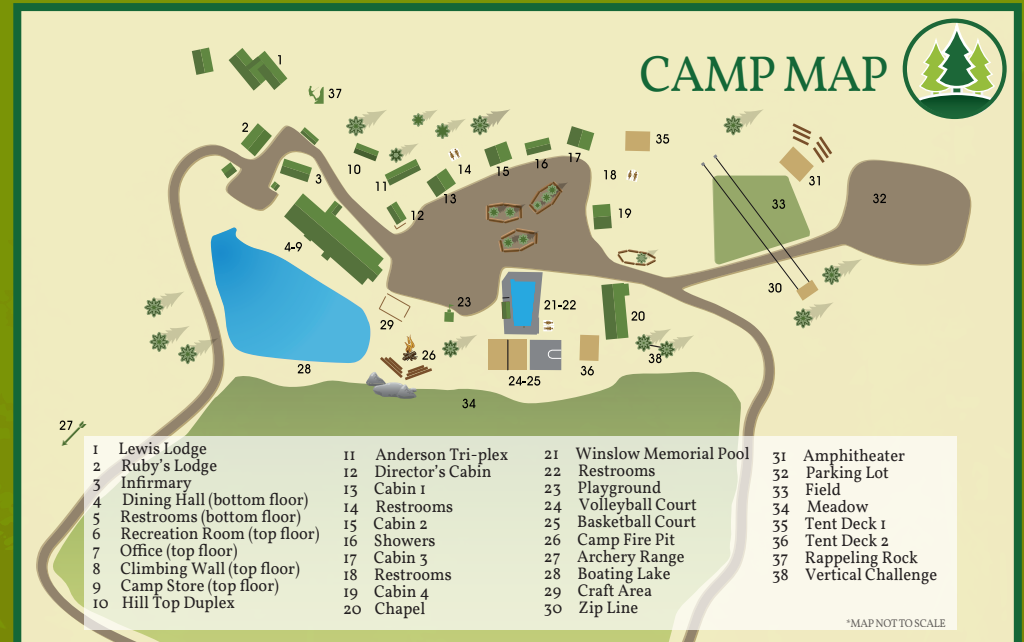 CAMP MAP
1
37
2
35
17
16
14
15
10
11
3
13
18
31
12
19
33
32
4-9
30
23
21-22
20
29
26
38
28
36
24-25
34
27
1 Lewis Lodge
2 Ruby's Lodge
3 Infirmary
4 Dining Hall (bottom floor)
5 Restrooms (bottom floor)
6 Recreation Room (top floor)
7 Office (top floor)
8 Climbing Wall (top floor)
9 Camp Store (top floor)
10 Hill Top Duplex
11 Anderson Tri-plex
12 Director's Cabin
13 Cabin 1
14 Restrooms
15 Cabin 2
16 Showers
17 Cabin 3
18 Restrooms
19 Cabin 4
20 Chapel
21 Winslow Memorial Pool
22 Restrooms
23 Playground
24 Volleyball Court
25 Basketball Court
26 Camp Fire Pit
27 Archery Range
28 Boating Lake
29 Craft Area
30 Zip Line
31 Amphitheater
32 Parking Lot
33 Field
34 Meadow
35 Tent Deck 1
36 Tent Deck 2
37 Rappeling Rock
38 Vertical Challenge
*MAP NOT TO SCALE